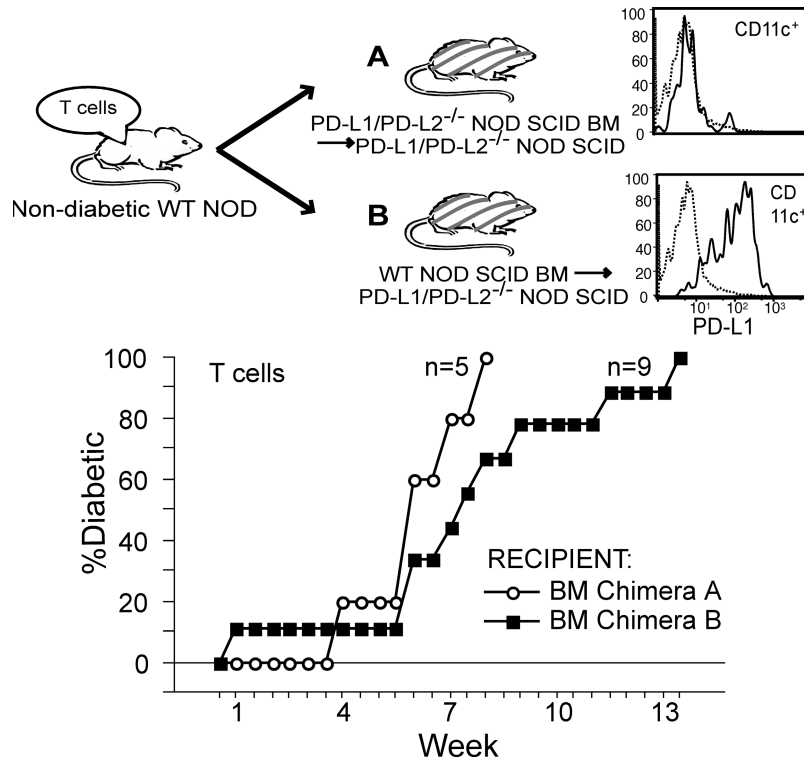 T cells
Non-diabetic WT NOD
A
PD-L1/PD-L2-/- NOD SCID BM
→PD-L1/PD-L2-/- NOD SCID
100
80
60
40
20
0
CD11c+
B
WT NOD SCID BM →
PD-L1/PD-L2-/- NOD SCID
100
80
60
40
20
0
CD
11c+
10¹ 10² 10³
PD-L1
100
80
60
40
20
0
%Diabetic
T cells
n=5
n=9
RECIPIENT:
BM Chimera A
BM Chimera B
1 4 7 10 13
Week